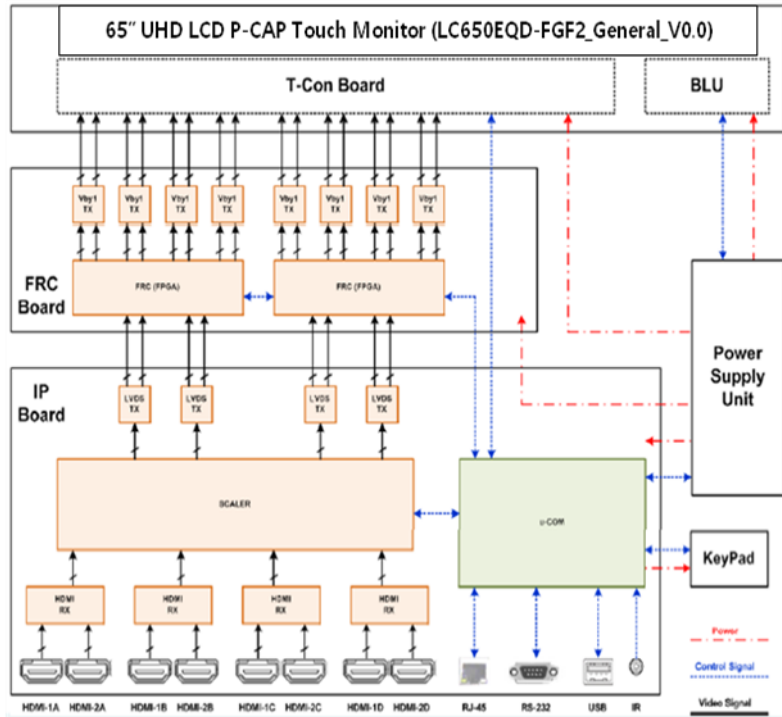 65" UHD LCD P-CAP Touch Monitor (LC650EQD-FGF2_General_V0.0)
T-Con Board
BLU
Vby1
TX
Vby1
TX
Vby1
TX
Vby1
TX
Vby1
TX
Vby1
TX
Vby1
TX
Vby1
TX
FRC
Board
FRC (FPGA)
FRC (FPGA)
Power
Supply
Unit
IP
Board
LVDS
TX
LVDS
TX
LVDS
TX
LVDS
TX
SCALER
u-COM
KeyPad
HDMI
RX
HDMI
RX
HDMI
RX
HDMI
RX
Power
Control Signal
Video Signal
HDMI-1A
HDMI-2A
HDMI-1B
HDMI-2B
HDMI-1C
HDMI-2C
HDMI-1D
HDMI-2D
RJ-45
RS-232
USB
IR